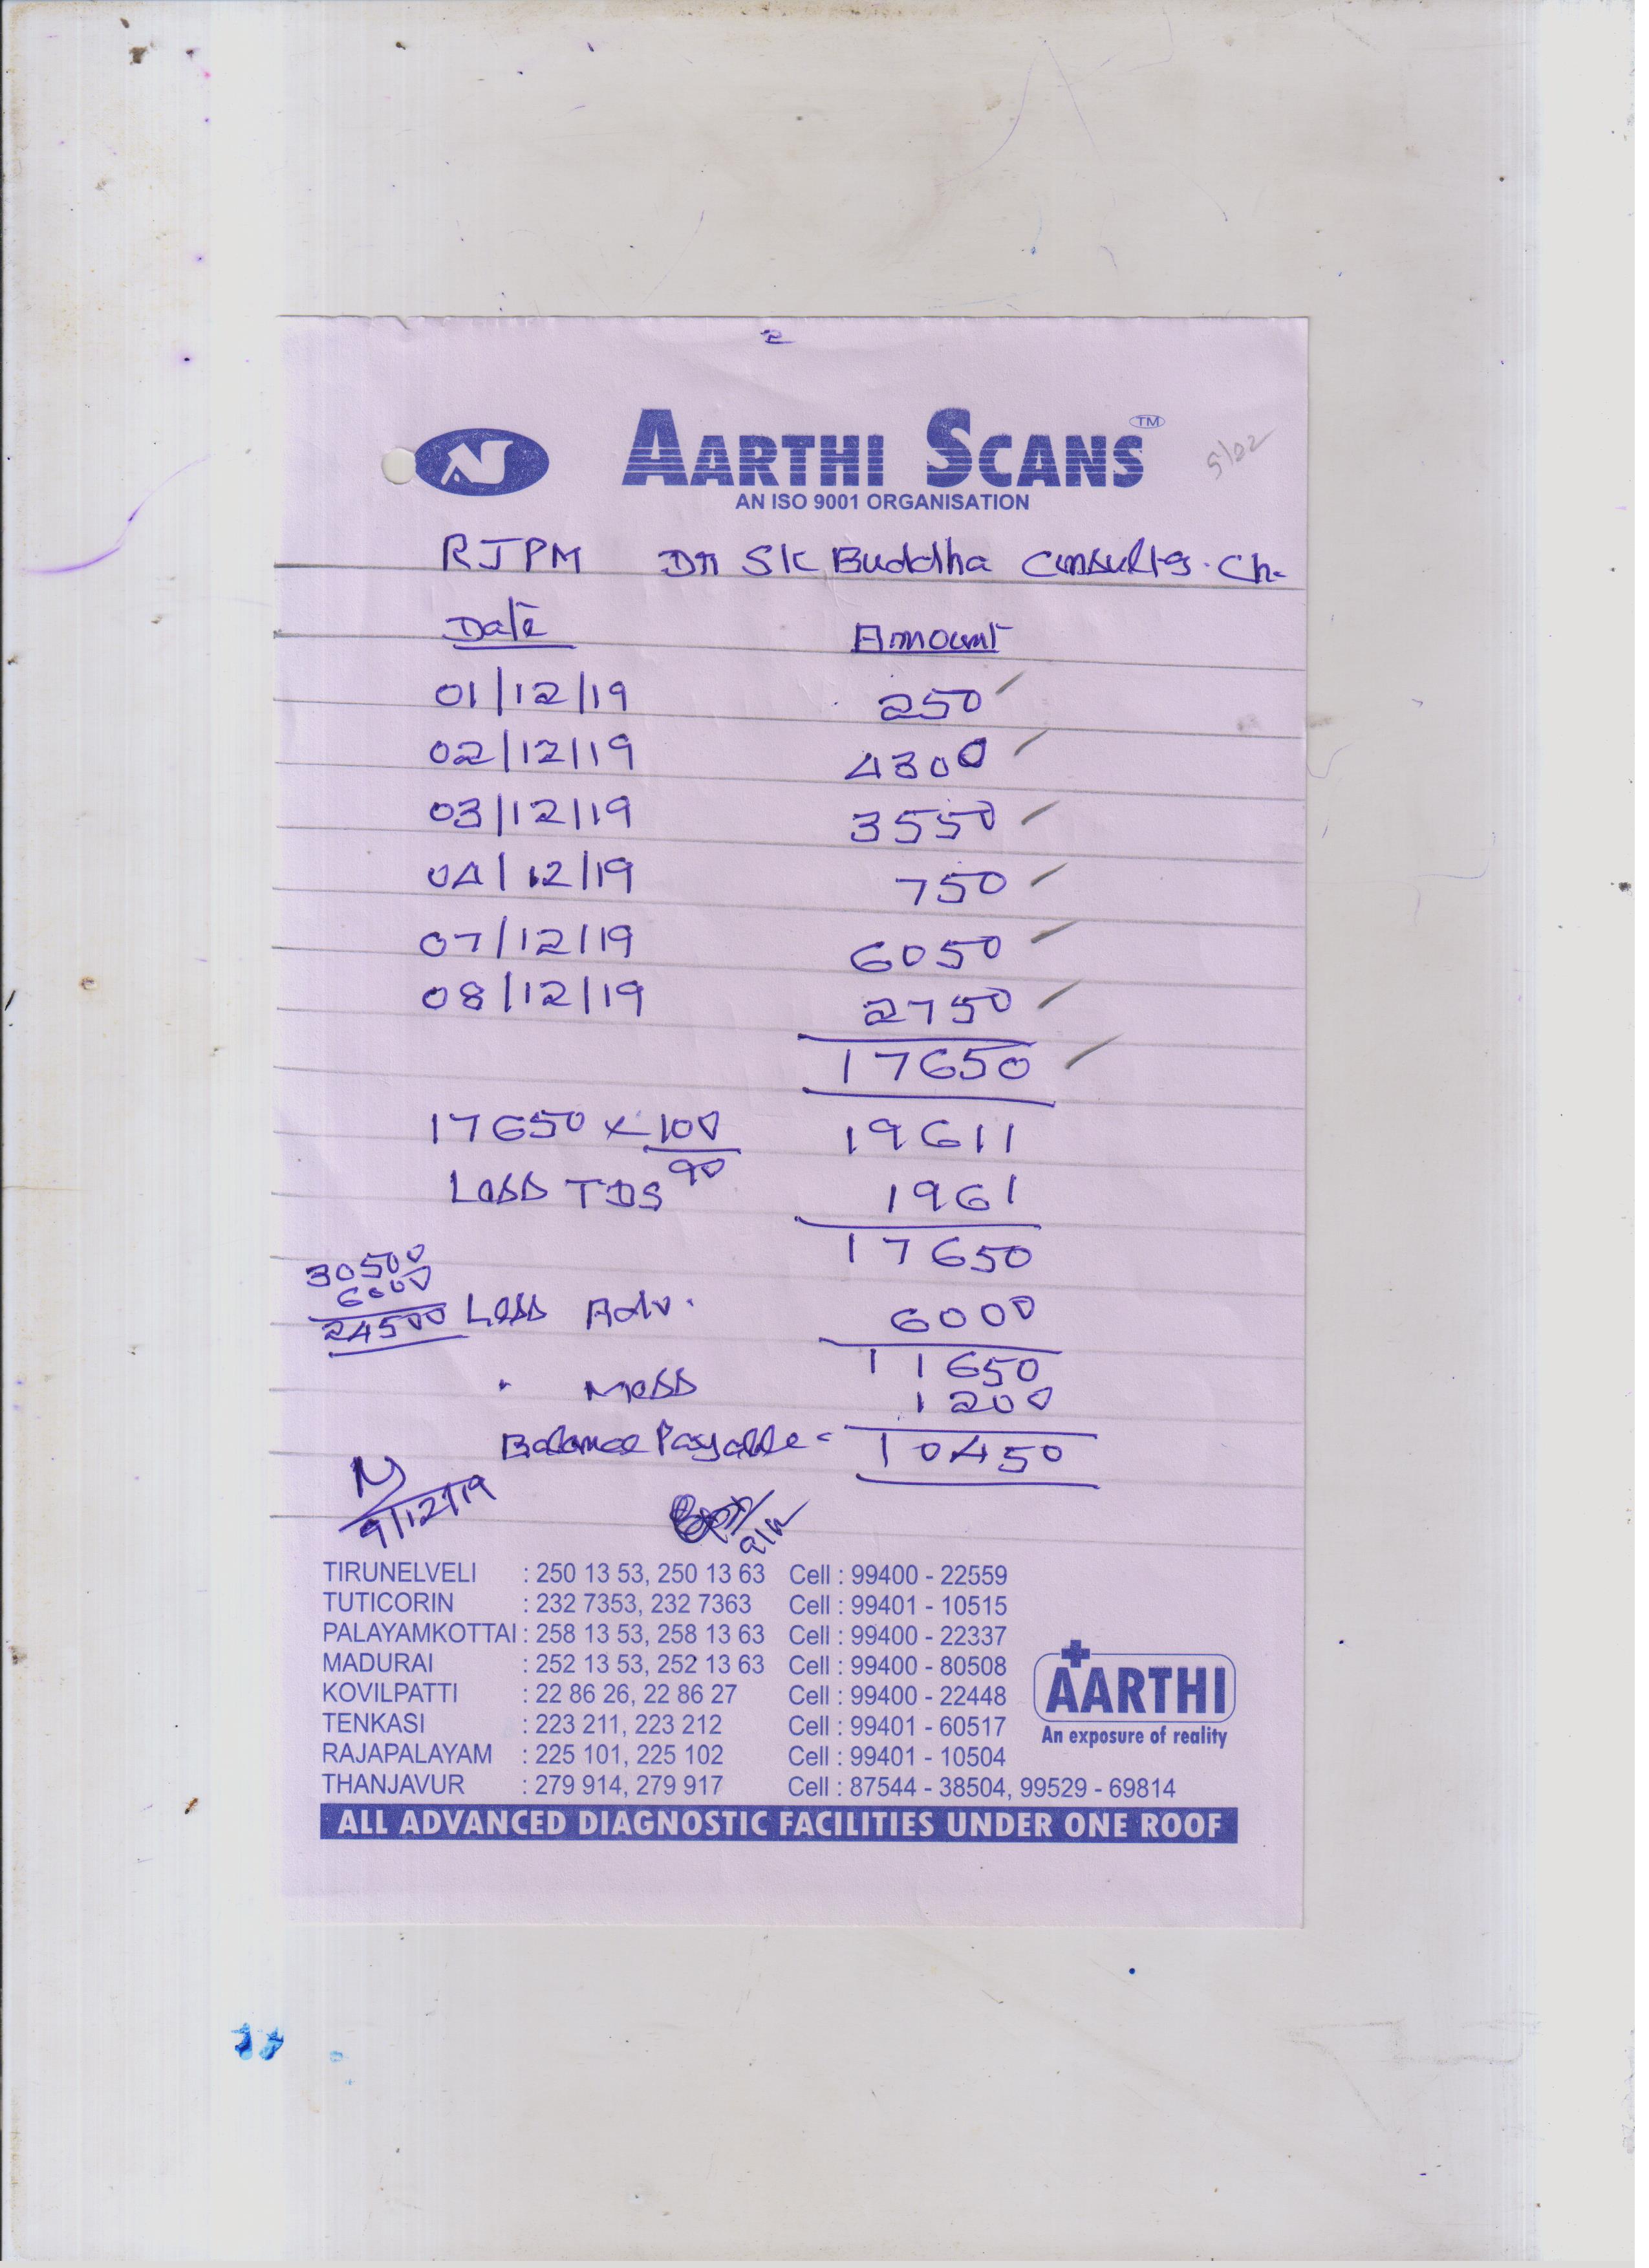 2
AARTHI SCANS TM
AN ISO 9001 ORGANISATION
5/22
RJPM Dr SK Buddha Consultg. Ch.
Date Amount
01/12/19 250
02/12/19 4300
03/12/19 3550
04/12/19 750
07/12/19 6050
08/12/19 2750
17650
17650 x 100 19611
90
Less TDS 1961
17650
30500
6000
24500 Less Adv. 6000
11650
" Mess 1200
Balance Payable = 10450
9/12/19
TIRUNELVELI : 250 13 53, 250 13 63 Cell : 99400 - 22559
TUTICORIN : 232 7353, 232 7363 Cell : 99401 - 10515
PALAYAMKOTTAI : 258 13 53, 258 13 63 Cell : 99400 - 22337
MADURAI : 252 13 53, 252 13 63 Cell : 99400 - 80508
KOVILPATTI : 22 86 26, 22 86 27 Cell : 99400 - 22448
TENKASI : 223 211, 223 212 Cell : 99401 - 60517
RAJAPALAYAM : 225 101, 225 102 Cell : 99401 - 10504
THANJAVUR : 279 914, 279 917 Cell : 87544 - 38504, 99529 - 69814
AARTHI
An exposure of reality
ALL ADVANCED DIAGNOSTIC FACILITIES UNDER ONE ROOF